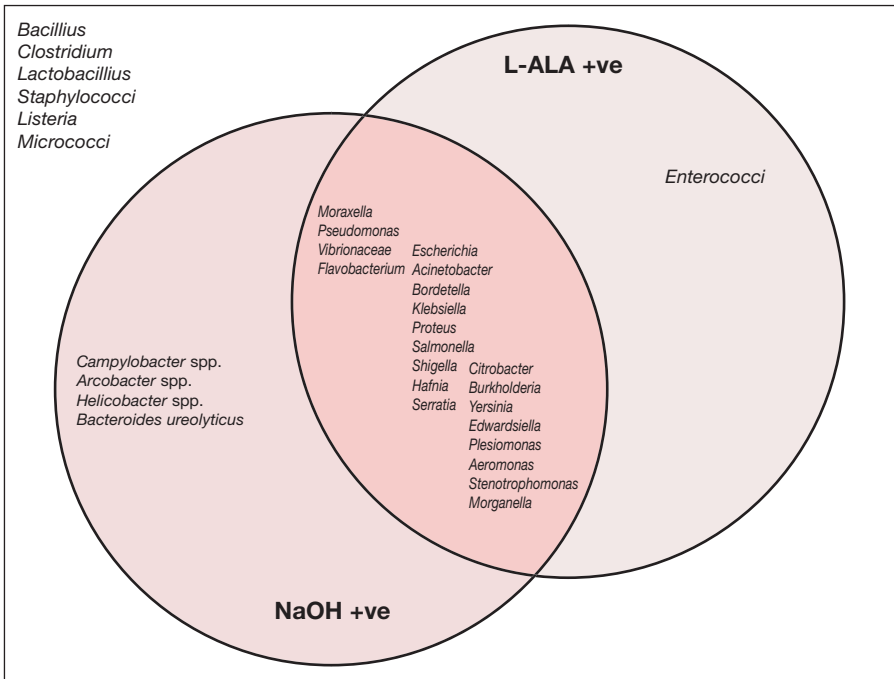 Bacillius
Clostridium
Lactobacillius
Staphylococci
Listeria
Micrococci
L-ALA +ve
Enterococci
Moraxella
Pseudomonas
Vibrionaceae
Flavobacterium
Escherichia
Acinetobacter
Bordetella
Klebsiella
Proteus
Salmonella
Shigella
Hafnia
Serratia
Citrobacter
Burkholderia
Yersinia
Edwardsiella
Plesiomonas
Aeromonas
Stenotrophomonas
Morganella
Campylobacter spp.
Arcobacter spp.
Helicobacter spp.
Bacteroides ureolyticus
NaOH +ve